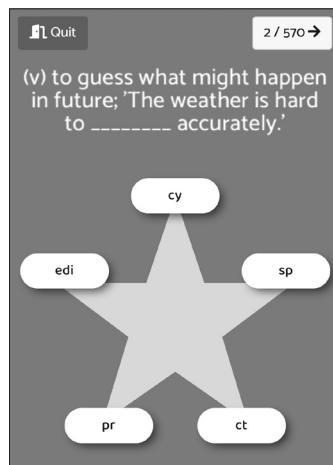 Quit
2 / 570
(v) to guess what might happen
in future; 'The weather is hard
to ________ accurately.'
cy
edi
sp
pr
ct